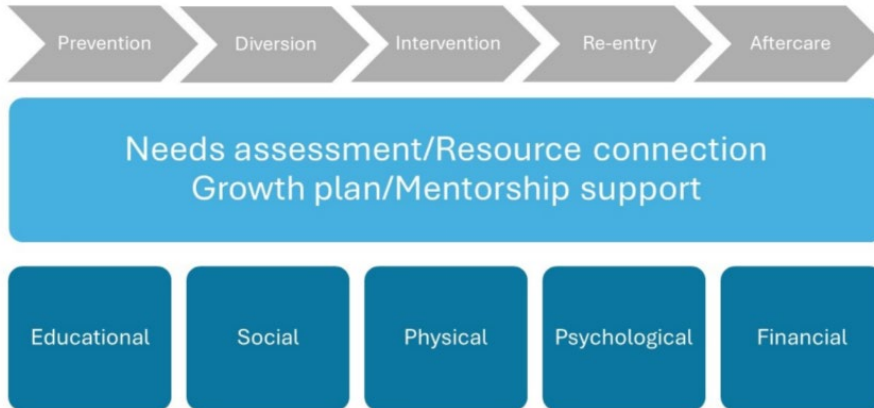 Prevention
Diversion
Intervention
Re-entry
Aftercare
Needs assessment/Resource connection
Growth plan/Mentorship support
Educational
Social
Physical
Psychological
Financial